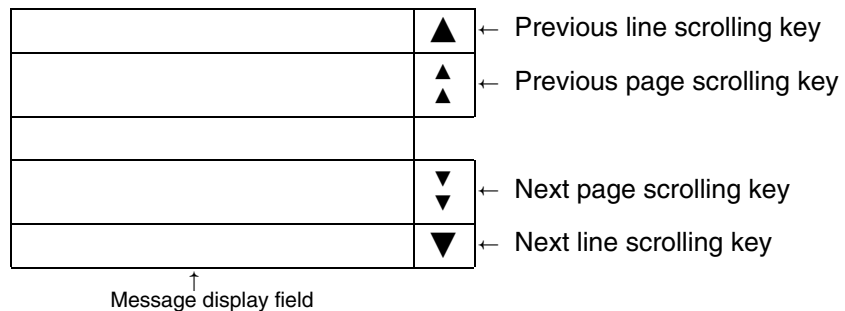 ▲ ← Previous line scrolling key
▲▲ ← Previous page scrolling key
▼▼ ← Next page scrolling key
▼ ← Next line scrolling key
↑
Message display field